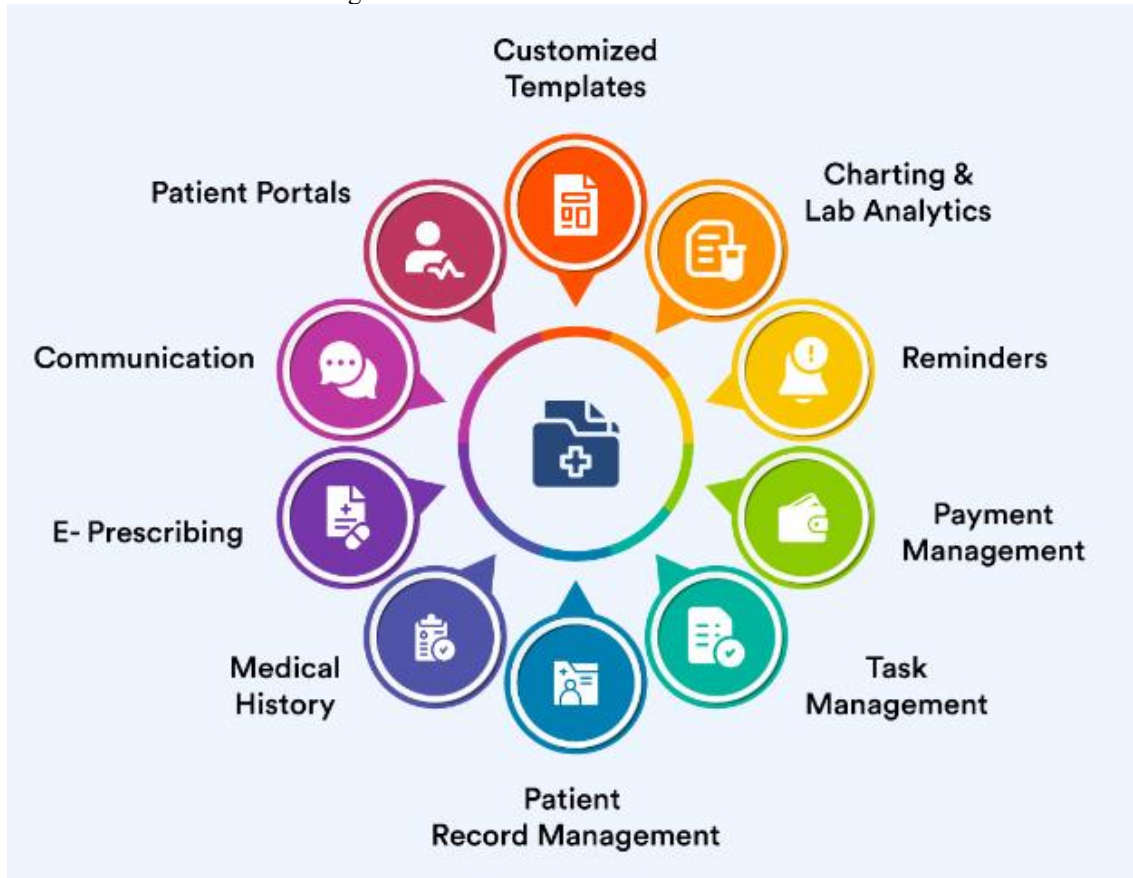 Customized
Templates
Charting &
Lab Analytics
Reminders
Payment
Management
Task
Management
Patient
Record Management
Medical
History
E- Prescribing
Communication
Patient Portals